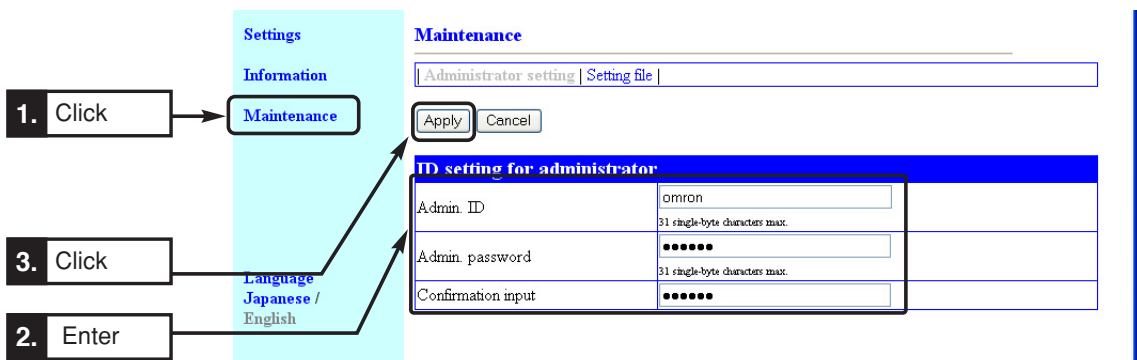 Settings
Information
Maintenance
Language
Japanese /
English
Maintenance
| Administrator setting | Setting file |
Apply Cancel
ID setting for administrator
Admin. ID omron
31 single-byte characters max.
Admin. password ●●●●●●
31 single-byte characters max.
Confirmation input ●●●●●●
1. Click
3. Click
2. Enter